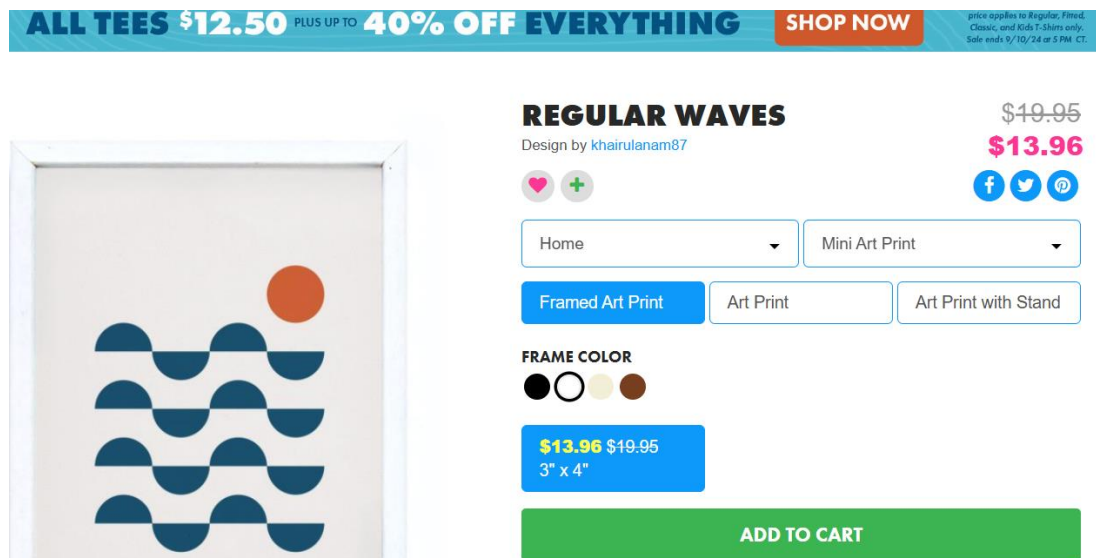 ALL TEES $12.50 PLUS UP TO 40% OFF EVERYTHING
SHOP NOW
price applies to Regular, Fitted,
Classic, and Kids T-Shirts only.
Sale ends 9/10/24 at 5 PM CT.
REGULAR WAVES
$19.95
Design by khairulanam87
$13.96
Home
Mini Art Print
Framed Art Print
Art Print
Art Print with Stand
FRAME COLOR
$13.96 $19.95
3" x 4"
ADD TO CART